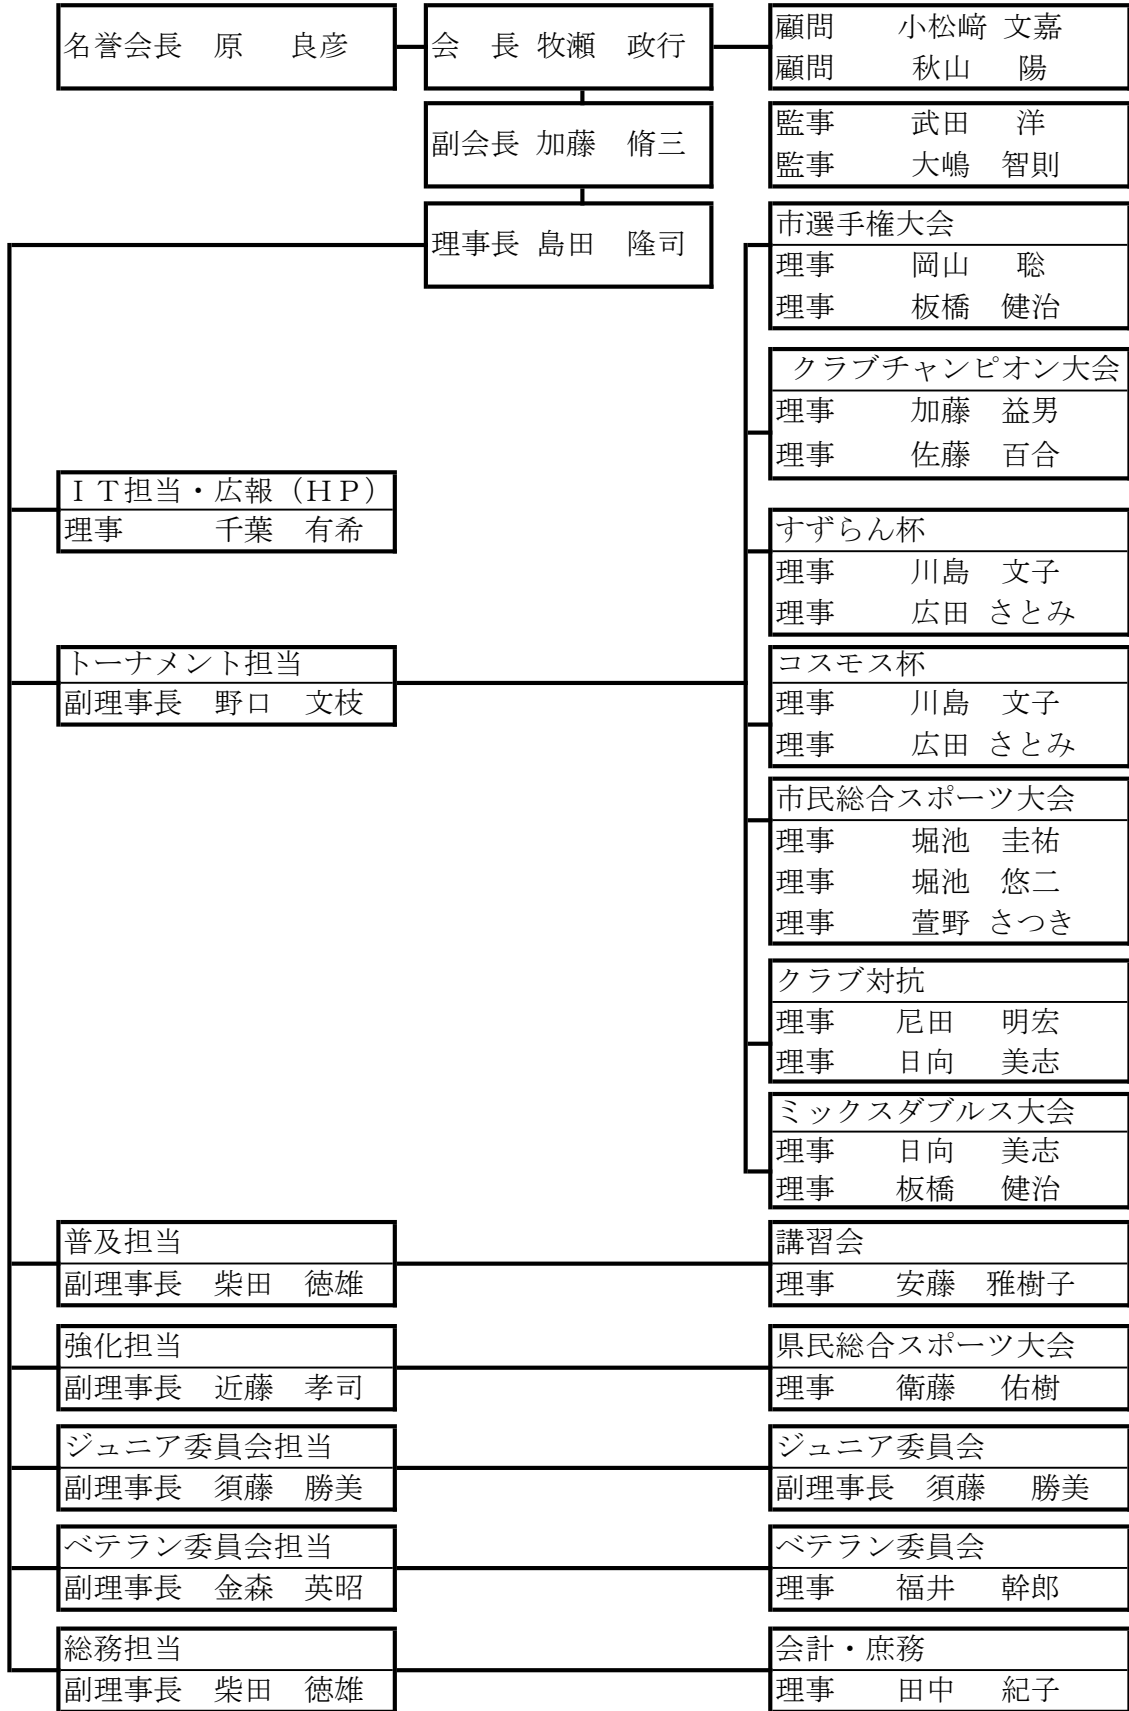 名誉会長 原 良彦
会 長 牧瀬 政行
顧問 小松﨑 文嘉
顧問 秋山 陽
副会長 加藤 脩三
監事 武田 洋
監事 大嶋 智則
理事長 島田 隆司
市選手権大会
理事 岡山 聡
理事 板橋 健治
クラブチャンピオン大会
理事 加藤 益男
理事 佐藤 百合
ＩＴ担当・広報（ＨＰ）
理事 千葉 有希
すずらん杯
理事 川島 文子
理事 広田 さとみ
トーナメント担当
副理事長 野口 文枝
コスモス杯
理事 川島 文子
理事 広田 さとみ
市民総合スポーツ大会
理事 堀池 圭祐
理事 堀池 悠二
理事 萱野 さつき
クラブ対抗
理事 尼田 明宏
理事 日向 美志
ミックスダブルス大会
理事 日向 美志
理事 板橋 健治
普及担当
副理事長 柴田 徳雄
講習会
理事 安藤 雅樹子
強化担当
副理事長 近藤 孝司
県民総合スポーツ大会
理事 衛藤 佑樹
ジュニア委員会担当
副理事長 須藤 勝美
ジュニア委員会
副理事長 須藤 勝美
ベテラン委員会担当
副理事長 金森 英昭
ベテラン委員会
理事 福井 幹郎
総務担当
副理事長 柴田 徳雄
会計・庶務
理事 田中 紀子